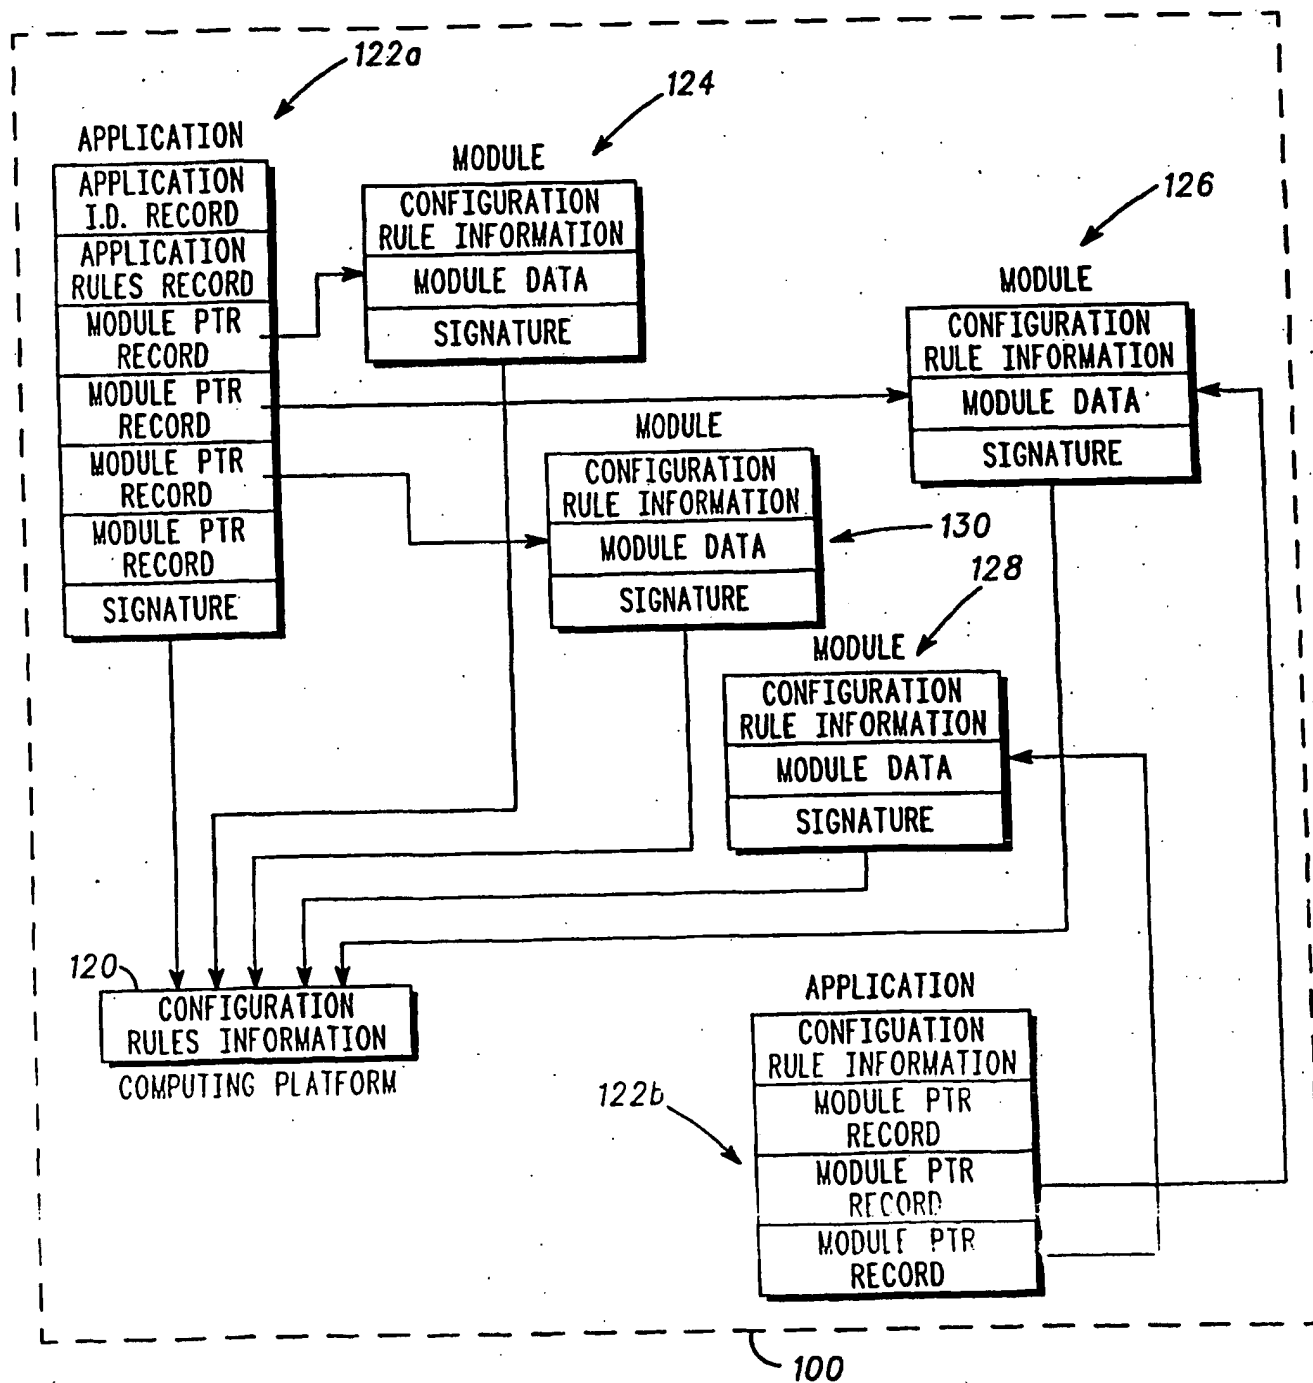 122a
APPLICATION
APPLICATION
I.D. RECORD
APPLICATION
RULES RECORD
MODULE PTR
RECORD
MODULE PTR
RECORD
MODULE PTR
RECORD
MODULE PTR
RECORD
SIGNATURE
124
MODULE
CONFIGURATION
RULE INFORMATION
MODULE DATA
SIGNATURE
126
MODULE
CONFIGURATION
RULE INFORMATION
MODULE DATA
SIGNATURE
MODULE
CONFIGURATION
RULE INFORMATION
MODULE DATA
SIGNATURE
130
128
MODULE
CONFIGURATION
RULE INFORMATION
MODULE DATA
SIGNATURE
120
CONFIGURATION
RULES INFORMATION
COMPUTING PLATFORM
APPLICATION
CONFIGUATION
RULE INFORMATION
MODULE PTR
RECORD
MODULE PTR
RECORD
MODULE PTR
RECORD
122b
100